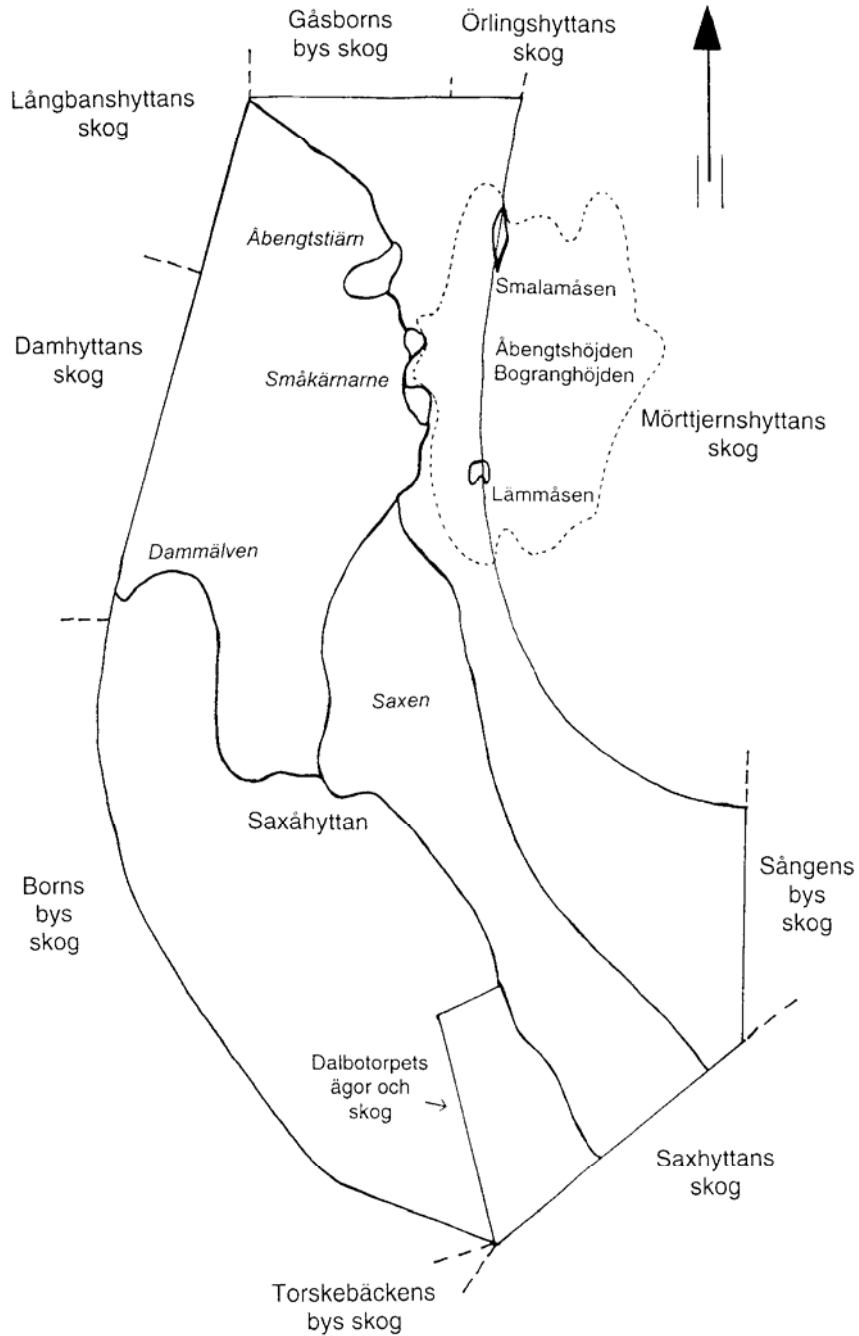 Gåsborns
bys skog
Örlingshyttans
skog
Långbanshyttans
skog
Åbengtstiärn
Smalamåsen
Damhyttans
skog
Småkärnarne
Åbengtshöjden
Bogranghöjden
Mörttjernshyttans
skog
Lämmåsen
Dammälven
Saxen
Saxåhyttan
Borns
bys
skog
Sångens
bys
skog
Dalbotorpets
ägor och
skog
Saxhyttans
skog
Torskebäckens
bys skog